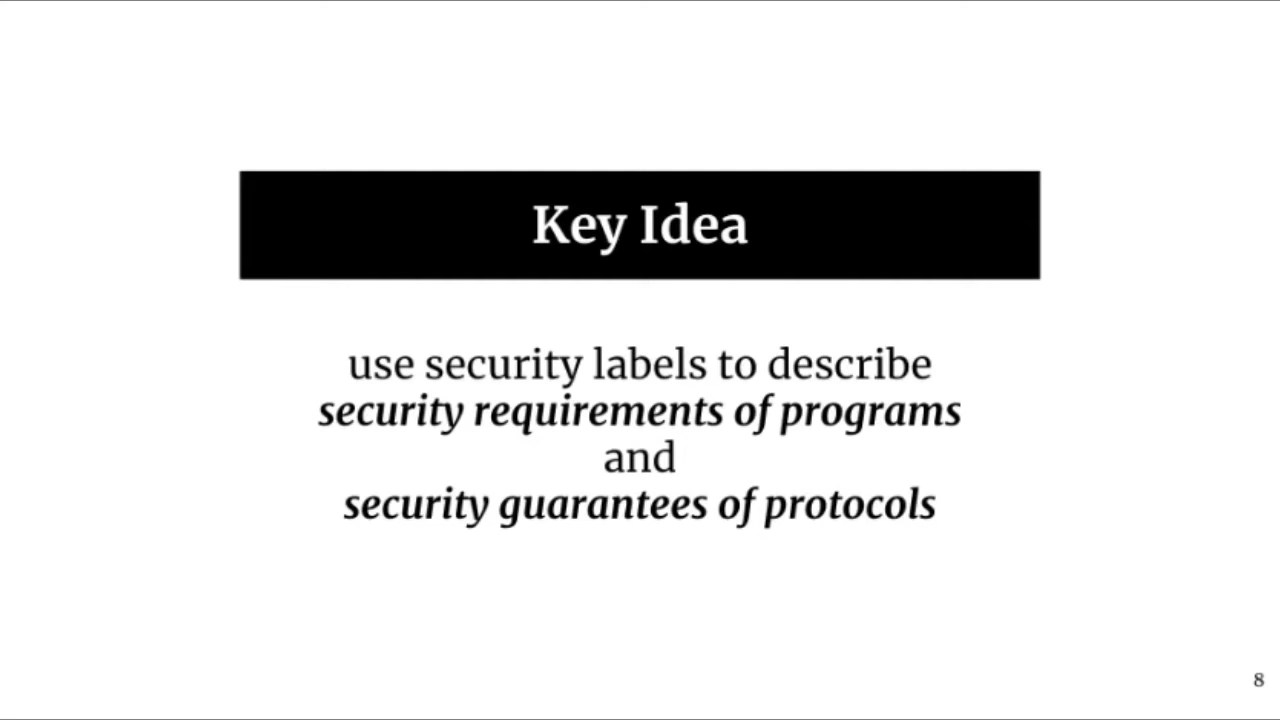 Key Idea
use security labels to describe
security requirements of programs
and
security guarantees of protocols
8